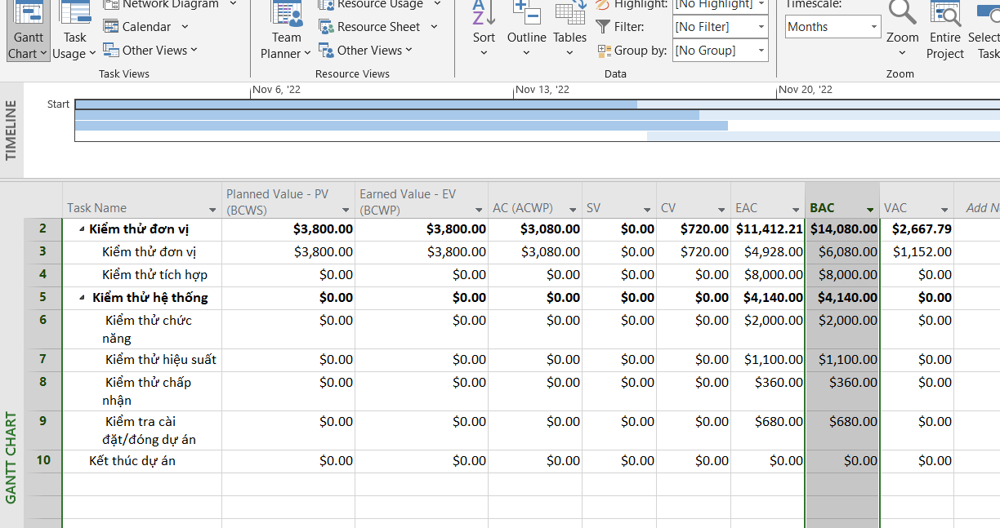 Network Diagram
Resource Usage
Highlight: [No Highlight]
Timescale:
Gantt Chart
Task Usage
Calendar
Other Views
Team Planner
Resource Sheet
Other Views
Sort
Outline
Tables
Filter: [No Filter]
Group by: [No Group]
Months
Zoom
Entire Project
Task Views
Resource Views
Data
Zoom
TIMELINE
Nov 6, '22
Nov 13, '22
Nov 20, '22
Start
GANTT CHART
Task Name Planned Value - PV (BCWS) Earned Value - EV (BCWP) AC (ACWP) SV CV EAC BAC VAC Add
2 Kiểm thử đơn vị $3,800.00 $3,800.00 $3,080.00 $0.00 $720.00 $11,412.21 $14,080.00 $2,667.79
3 Kiểm thử đơn vị $3,800.00 $3,800.00 $3,080.00 $0.00 $720.00 $4,928.00 $6,080.00 $1,152.00
4 Kiểm thử tích hợp $0.00 $0.00 $0.00 $0.00 $0.00 $8,000.00 $8,000.00 $0.00
5 Kiểm thử hệ thống $0.00 $0.00 $0.00 $0.00 $0.00 $4,140.00 $4,140.00 $0.00
6 Kiểm thử chức năng $0.00 $0.00 $0.00 $0.00 $0.00 $2,000.00 $2,000.00 $0.00
7 Kiểm thử hiệu suất $0.00 $0.00 $0.00 $0.00 $0.00 $1,100.00 $1,100.00 $0.00
8 Kiểm thử chấp nhận $0.00 $0.00 $0.00 $0.00 $0.00 $360.00 $360.00 $0.00
9 Kiểm tra cài đặt/đóng dự án $0.00 $0.00 $0.00 $0.00 $0.00 $680.00 $680.00 $0.00
10 Kết thúc dự án $0.00 $0.00 $0.00 $0.00 $0.00 $0.00 $0.00 $0.00